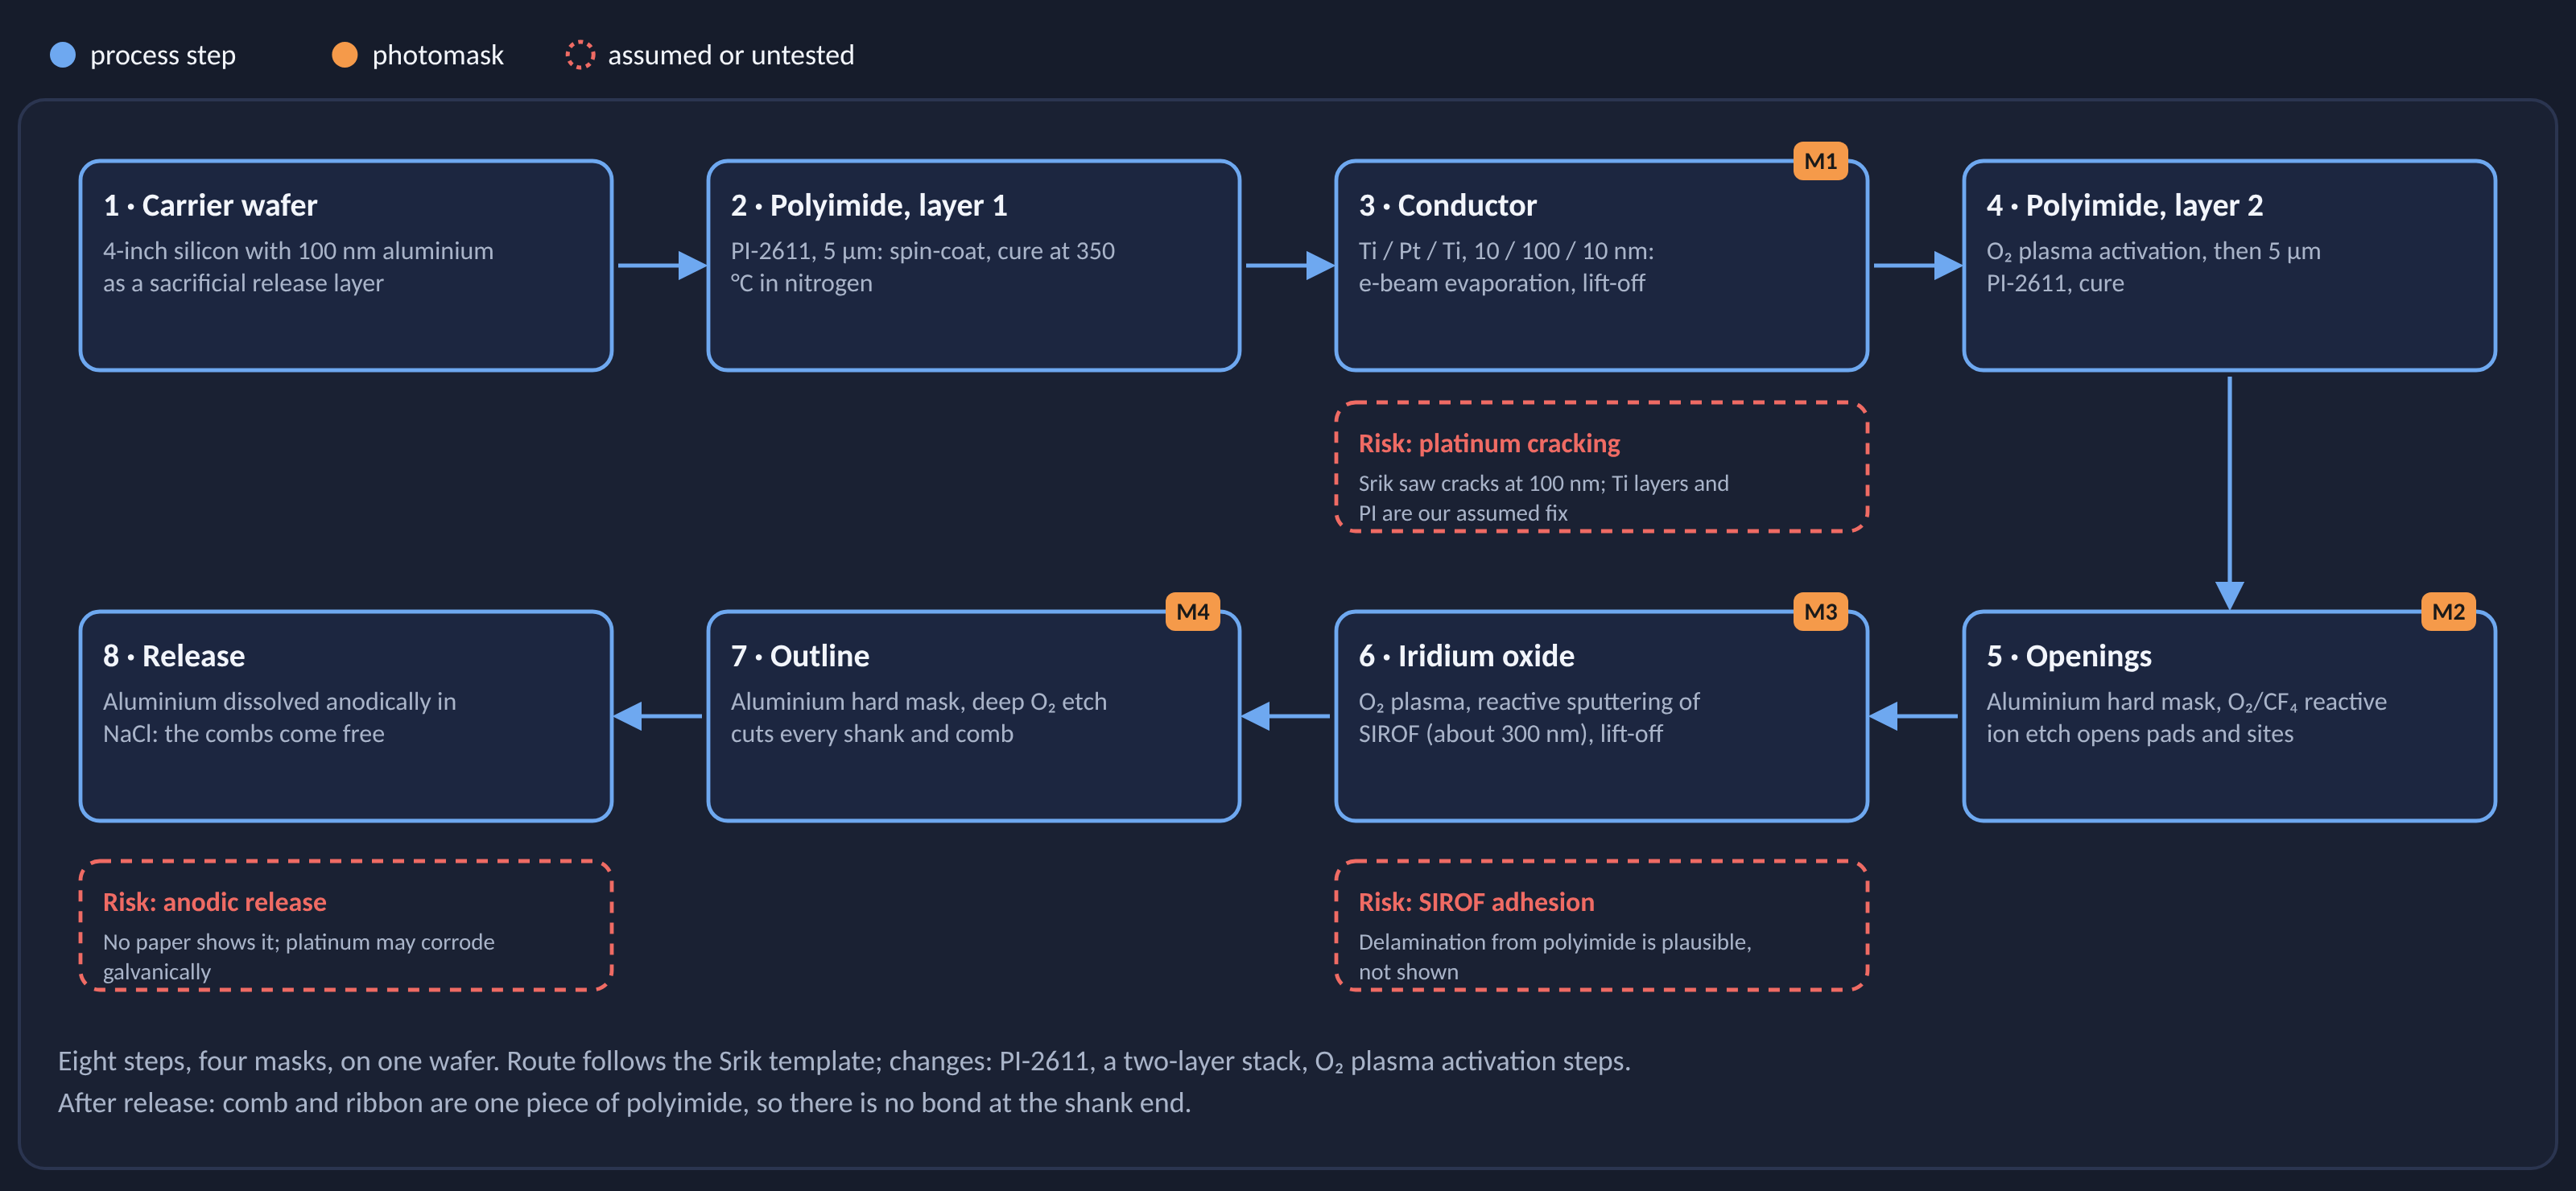 process step
photomask
assumed or untested
M1
1 · Carrier wafer
4-inch silicon with 100 nm aluminium
as a sacrificial release layer
2 · Polyimide, layer 1
PI-2611, 5 µm: spin-coat, cure at 350
°C in nitrogen
3 · Conductor
Ti / Pt / Ti, 10 / 100 / 10 nm:
e-beam evaporation, lift-off
4 · Polyimide, layer 2
O₂ plasma activation, then 5 µm
PI-2611, cure
Risk: platinum cracking
Srik saw cracks at 100 nm; Ti layers and
PI are our assumed fix
M4
M3
M2
8 · Release
Aluminium dissolved anodically in
NaCl: the combs come free
7 · Outline
Aluminium hard mask, deep O₂ etch
cuts every shank and comb
6 · Iridium oxide
O₂ plasma, reactive sputtering of
SIROF (about 300 nm), lift-off
5 · Openings
Aluminium hard mask, O₂/CF₄ reactive
ion etch opens pads and sites
Risk: anodic release
No paper shows it; platinum may corrode
galvanically
Risk: SIROF adhesion
Delamination from polyimide is plausible,
not shown
Eight steps, four masks, on one wafer. Route follows the Srik template; changes: PI-2611, a two-layer stack, O₂ plasma activation steps.
After release: comb and ribbon are one piece of polyimide, so there is no bond at the shank end.